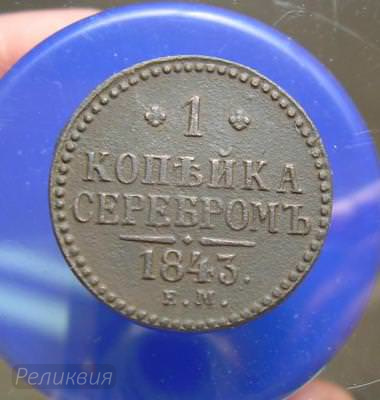 1
КОПѢЙКА
СЕРЕБРОМЪ
1843.
Е.М.
Реликвия